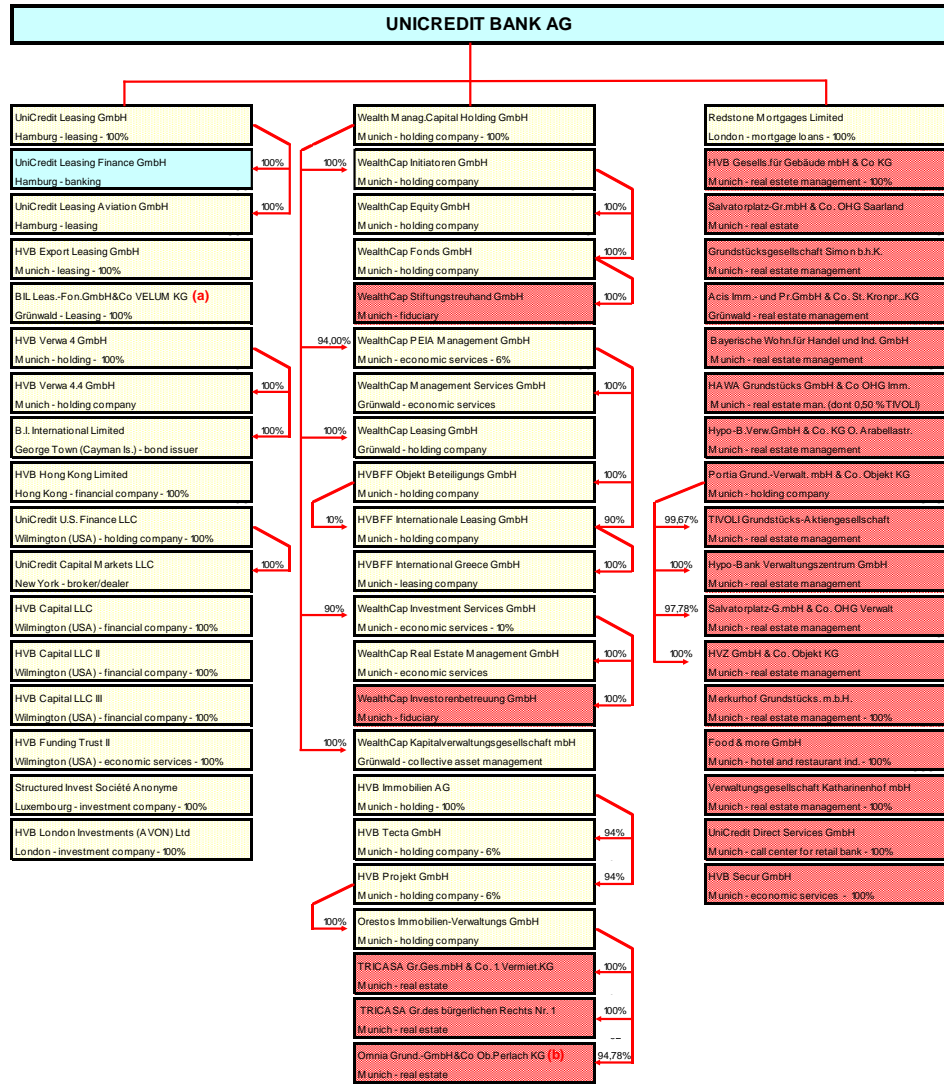 UNICREDIT BANK AG
UniCredit Leasing GmbH
Hamburg - leasing - 100%
UniCredit Leasing Finance GmbH
Hamburg - banking
100%
UniCredit Leasing Aviation GmbH
Hamburg - leasing
100%
HVB Export Leasing GmbH
Munich - leasing - 100%
BIL Leas.-Fon.GmbH&Co VELUM KG (a)
Grünwald - Leasing - 100%
HVB Verwa 4 GmbH
Munich - holding - 100%
HVB Verwa 4.4 GmbH
Munich - holding company
100%
B.I. International Limited
George Town (Cayman Is.) - bond issuer
100%
HVB Hong Kong Limited
Hong Kong - financial company - 100%
UniCredit U.S. Finance LLC
Wilmington (USA) - holding company - 100%
UniCredit Capital Markets LLC
New York - broker/dealer
100%
HVB Capital LLC
Wilmington (USA) - financial company - 100%
HVB Capital LLC II
Wilmington (USA) - financial company - 100%
HVB Capital LLC III
Wilmington (USA) - financial company - 100%
HVB Funding Trust II
Wilmington (USA) - economic services - 100%
Structured Invest Société Anonyme
Luxembourg - investment company - 100%
HVB London Investments (AVON) Ltd
London - investment company - 100%
Wealth Manag.Capital Holding GmbH
Munich - holding company - 100%
100%
WealthCap Initiatoren GmbH
Munich - holding company
WealthCap Equity GmbH
Munich - holding company
100%
WealthCap Fonds GmbH
Munich - holding company
100%
WealthCap Stiftungstreuhand GmbH
Munich - fiduciary
100%
94,00%
WealthCap PEIA Management GmbH
Munich - economic services - 6%
WealthCap Management Services GmbH
Grünwald - economic services
100%
100%
WealthCap Leasing GmbH
Grünwald - holding company
HVBFF Objekt Beteiligungs GmbH
Munich - holding company
100%
10%
HVBFF Internationale Leasing GmbH
Munich - holding company
90%
HVBFF International Greece GmbH
Munich - leasing company
100%
90%
WealthCap Investment Services GmbH
Munich - economic services - 10%
WealthCap Real Estate Management GmbH
Munich - economic services
100%
WealthCap Investorenbetreuung GmbH
Munich - fiduciary
100%
100%
WealthCap Kapitalverwaltungsgesellschaft mbH
Grünwald - collective asset management
HVB Immobilien AG
Munich - holding - 100%
HVB Tecta GmbH
Munich - holding company - 6%
94%
HVB Projekt GmbH
Munich - holding company - 6%
94%
100%
Orestos Immobilien-Verwaltungs GmbH
Munich - holding company
TRICASA Gr.Ges.mbH & Co. 1 Vermiet.KG
Munich - real estate
100%
TRICASA Gr.des bürgerlichen Rechts Nr. 1
Munich - real estate
100%
Omnia Grund.-GmbH&Co Ob.Perlach KG (b)
Munich - real estate
94,78%
Redstone Mortgages Limited
London - mortgage loans - 100%
HVB Gesells.für Gebäude mbH & Co KG
Munich - real estate management - 100%
Salvatorplatz-Gr.mbH & Co. OHG Saarland
Munich - real estate
Grundstücksgesellschaft Simon b.h.K.
Munich - real estate management
Acis Imm.- und Pr.GmbH & Co. St. Kronpr...KG
Grünwald - real estate management
Bayerische Wohn.für Handel und Ind. GmbH
Munich - real estate management
HAWA Grundstücks GmbH & Co OHG Imm.
Munich - real estate man. (dont 0,50 % TIVOLI)
Hypo-B.Verw.GmbH & Co. KG O. Arabellastr.
Munich - real estate management
Portia Grund.-Verwalt. mbH & Co. Objekt KG
Munich - holding company
99,67%
TIVOLI Grundstücks-Aktiengesellschaft
Munich - real estate management
100%
Hypo-Bank Verwaltungszentrum GmbH
Munich - real estate management
97,78%
Salvatorplatz-G.mbH & Co. OHG Verwalt
Munich - real estate management
100%
HVZ GmbH & Co. Objekt KG
Munich - real estate management
Merkurhof Grundstücks. m.b.H.
Munich - real estate management - 100%
Food & more GmbH
Munich - hotel and restaurant ind. - 100%
Verwaltungsgesellschaft Katharinenhof mbH
Munich - real estate management - 100%
UniCredit Direct Services GmbH
Munich - call center for retail bank - 100%
HVB Secur GmbH
Munich - economic services - 100%